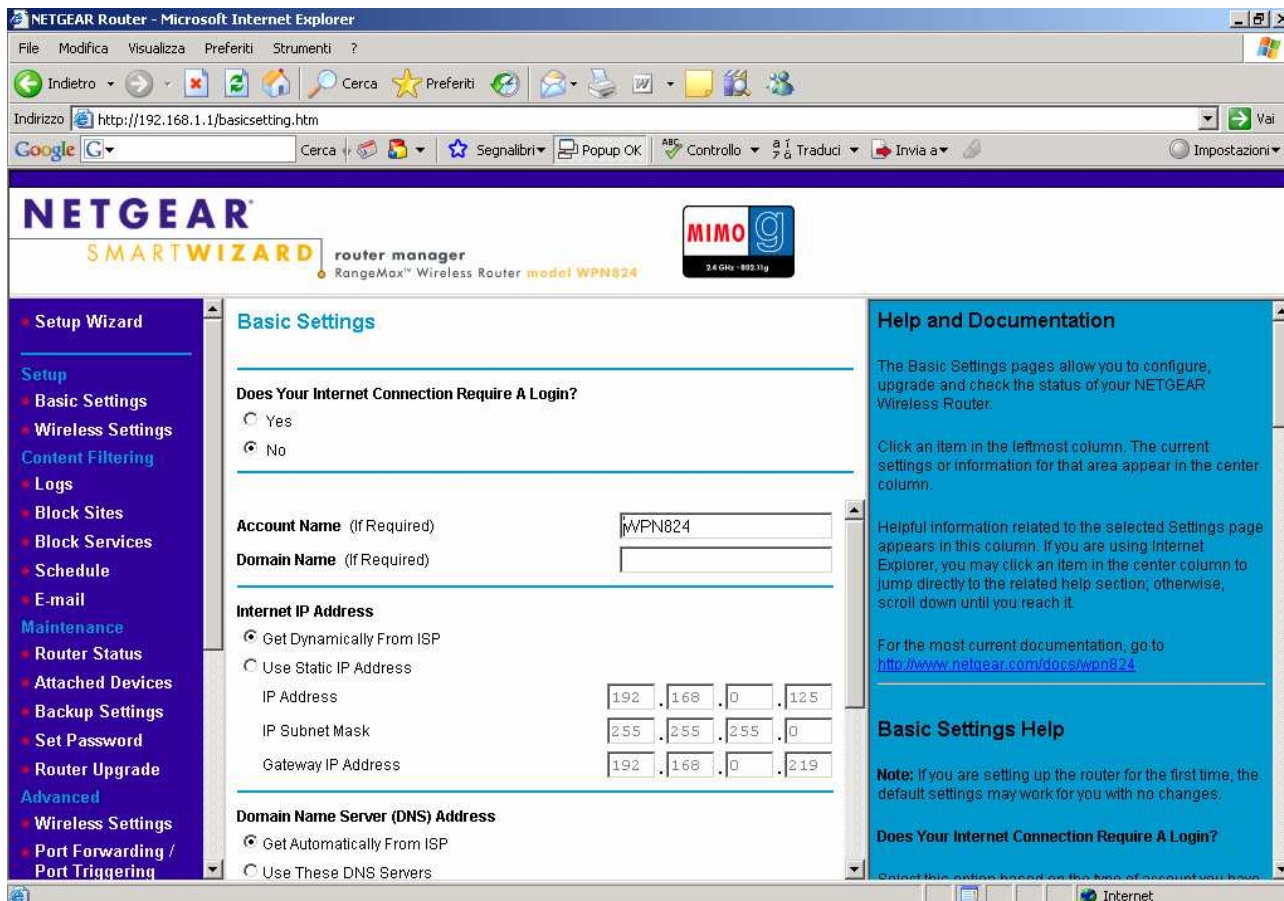 NETGEAR Router - Microsoft Internet Explorer
File Modifica Visualizza Preferiti Strumenti ?
Indietro Cerca Preferiti
Indirizzo http://192.168.1.1/basicsetting.htm Vai
Google G Cerca Segnalibri Popup OK ABC Controllo Traduci Invia a Impostazioni
NETGEAR
SMARTWIZARD router manager
RangeMax™ Wireless Router model WPN824
MIMO g
2.4 GHz - 802.11g
Setup Wizard
Setup
Basic Settings
Wireless Settings
Content Filtering
Logs
Block Sites
Block Services
Schedule
E-mail
Maintenance
Router Status
Attached Devices
Backup Settings
Set Password
Router Upgrade
Advanced
Wireless Settings
Port Forwarding /
Port Triggering
Basic Settings
Does Your Internet Connection Require A Login?
Yes
No
Account Name (If Required) WPN824
Domain Name (If Required)
Internet IP Address
Get Dynamically From ISP
Use Static IP Address
IP Address 192 . 168 . 0 . 125
IP Subnet Mask 255 . 255 . 255 . 0
Gateway IP Address 192 . 168 . 0 . 219
Domain Name Server (DNS) Address
Get Automatically From ISP
Use These DNS Servers
Help and Documentation
The Basic Settings pages allow you to configure,
upgrade and check the status of your NETGEAR
Wireless Router.
Click an item in the leftmost column. The current
settings or information for that area appear in the center
column.
Helpful information related to the selected Settings page
appears in this column. If you are using Internet
Explorer, you may click an item in the center column to
jump directly to the related help section; otherwise,
scroll down until you reach it.
For the most current documentation, go to
http://www.netgear.com/docs/wpn824
Basic Settings Help
Note: If you are setting up the router for the first time, the
default settings may work for you with no changes.
Does Your Internet Connection Require A Login?
Select this option based on the type of account you have
Internet